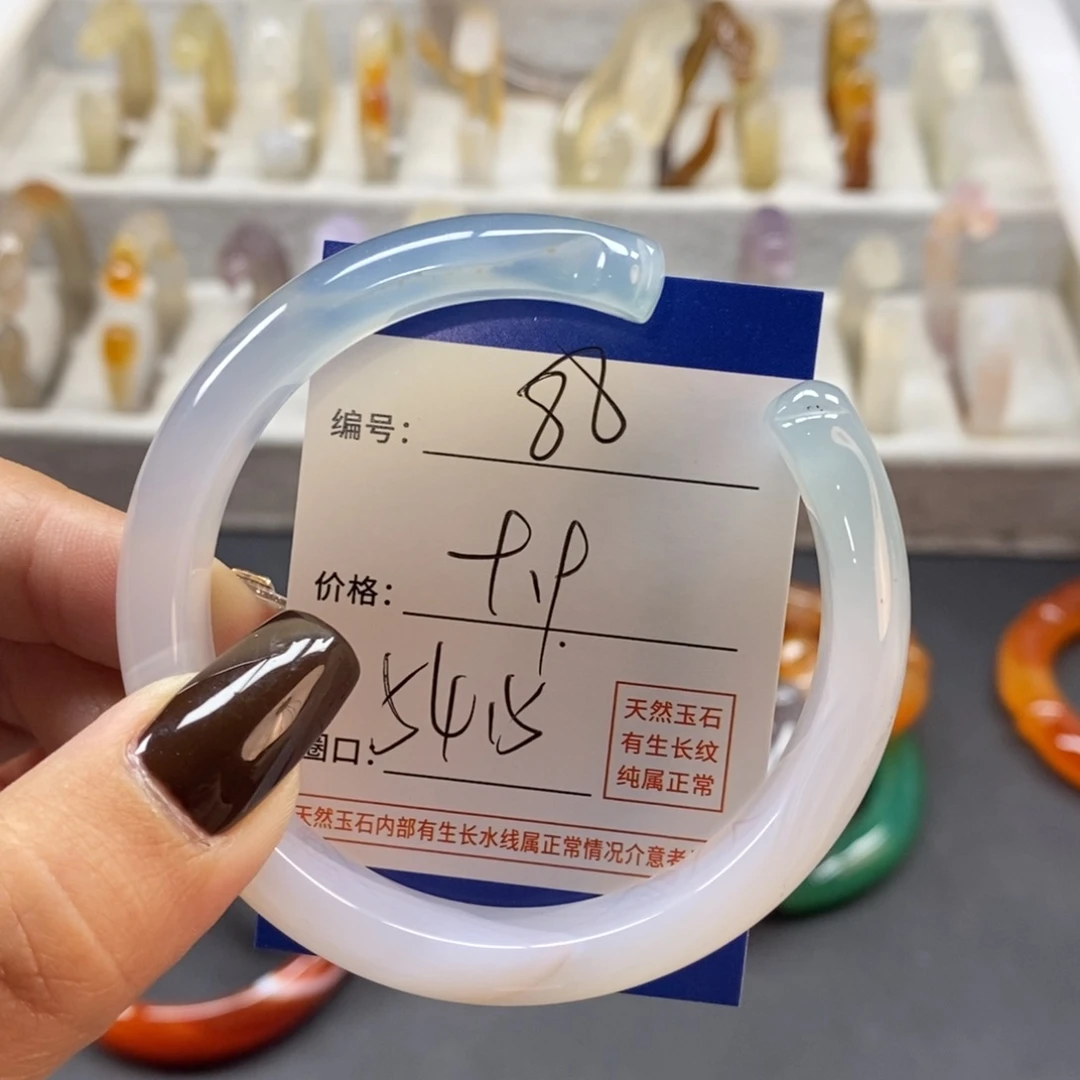 编号: 88
价格:
圈口: 54.5
天然玉石
有生长纹
纯属正常
天然玉石内部有生长水线属正常情况介意者